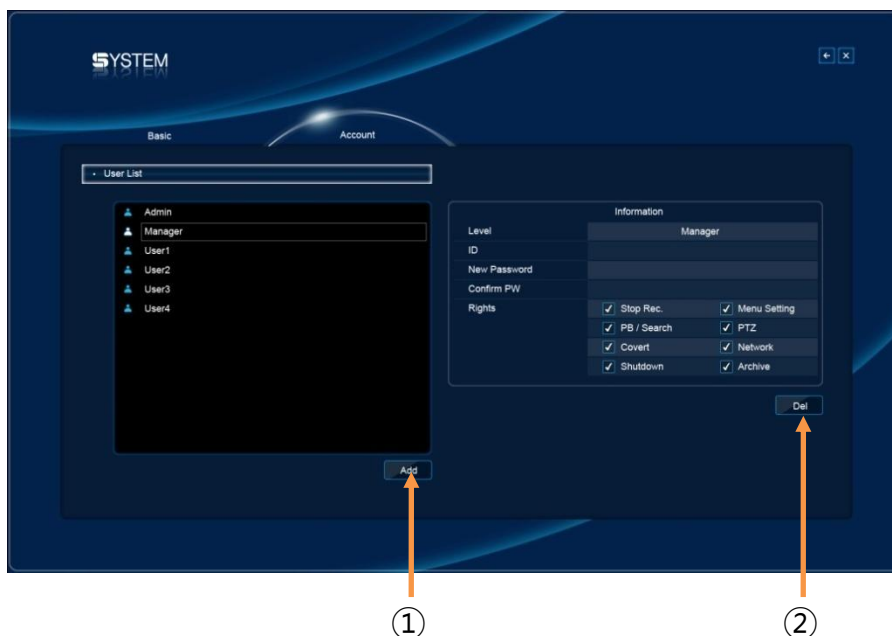 SYSTEM
Basic
Account
User List
Admin
Manager
User1
User2
User3
User4
Add
Information
Level Manager
ID
New Password
Confirm PW
Rights Stop Rec. Menu Setting
PB / Search PTZ
Covert Network
Shutdown Archive
Del
① ②